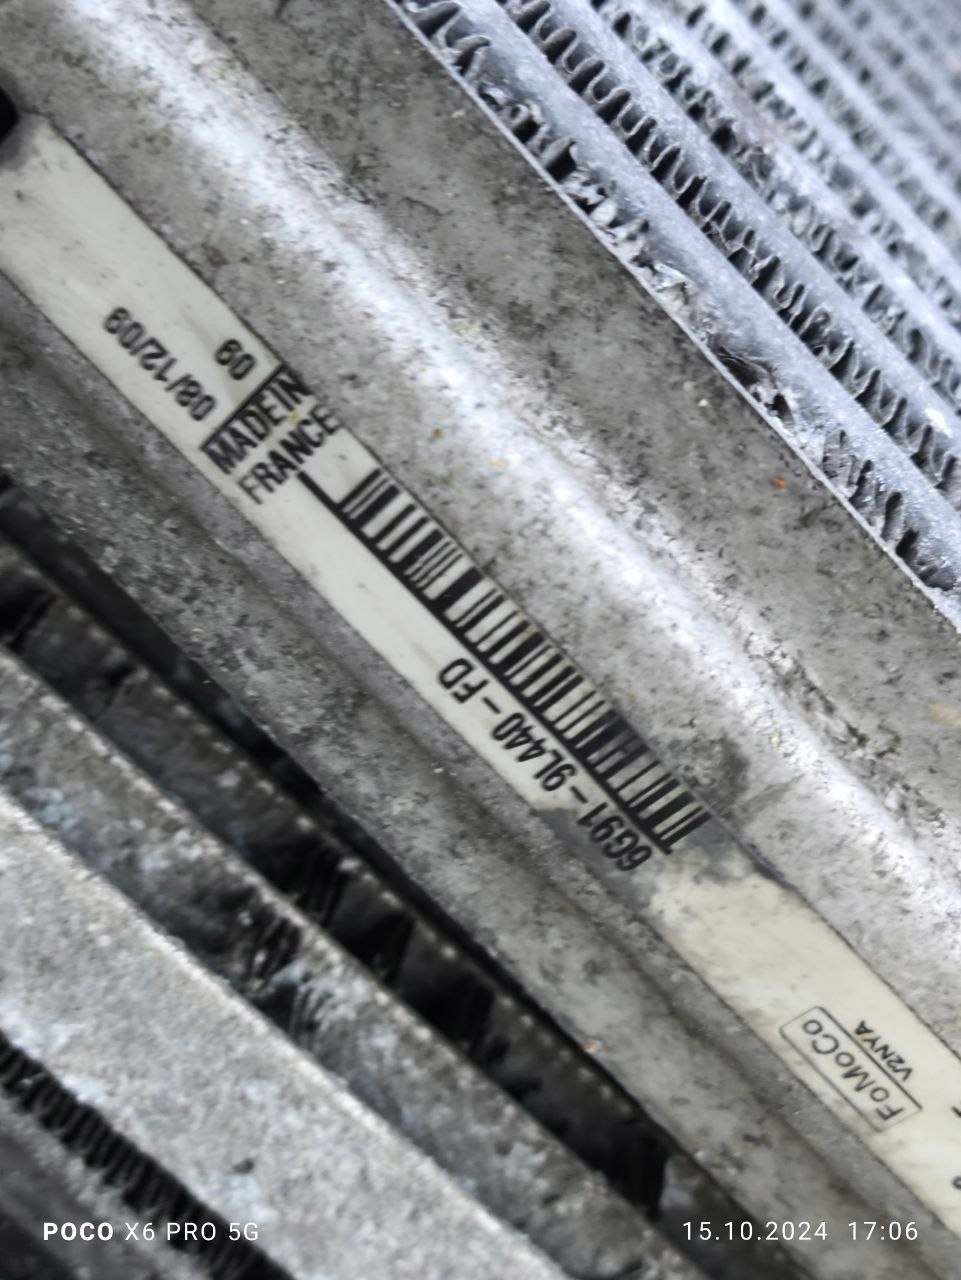 08/12/09
09
MADE IN
FRANCE
6G91-9L440-FD
FoMoCo
V2NYA
POCO X6 PRO 5G
15.10.2024 17:06